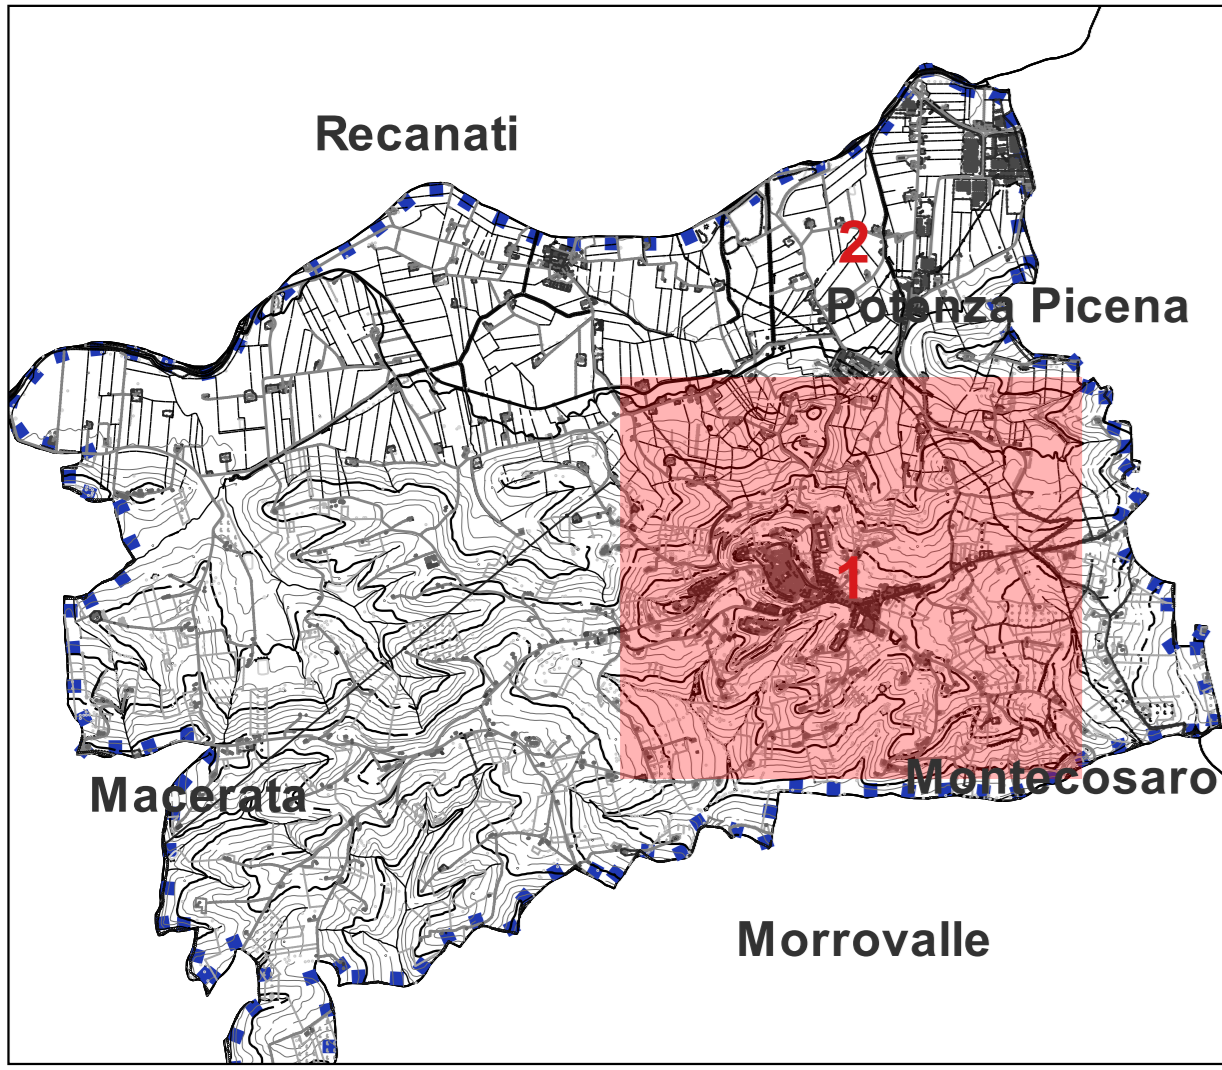 Recanati
2
Potenza Picena
1
Montecosaro
Macerata
Morrovalle